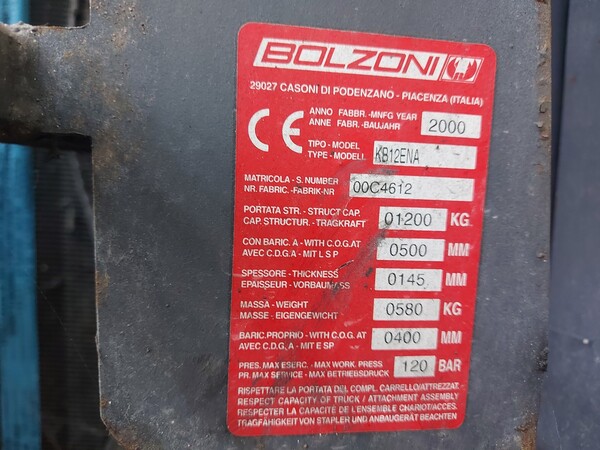 BOLZONI
29027 CASONI DI PODENZANO - PIACENZA (ITALIA)
CE
ANNO FABBR.-MNFG YEAR
ANNE FABR.-BAUJAHR 2000
TIPO - MODEL
TYPE - MODELL KB12ENA
MATRICOLA - S. NUMBER
NR. FABRIC.-FABRIK-NR 00C4612
PORTATA STR. - STRUCT CAP.
CAP. STRUCTUR. - TRAGKRAFT 01200 KG
CON BARIC. A - WITH C.O.G. AT
AVEC C.D.G.A - MIT L S P 0500 MM
SPESSORE - THICKNESS
EPAISSEUR - VORBAUMASS 0145 MM
MASSA - WEIGHT
MASSE - EIGENGEWICHT 0580 KG
BARIC.PROPRIO - WITH C.O.G. AT
AVEC C.D.G. A - MIT E SP 0400 MM
PRES. MAX ESERC. - MAX WORK. PRESS
PR. MAX SERVICE - MAX BETRIEBSDRUCK 120 BAR
RISPETTARE LA PORTATA DEL COMPL. CARRELLO/ATTREZZAT.
RESPECT CAPACITY OF TRUCK / ATTACHMENT ASSEMBLY
RESPECTER LA CAPACITE DE L'ENSEMBLE CHARIOT/ACCES.
TRAGFÄHIGKEIT VON STAPLER UND ANBAUGERÄT BEACHTEN